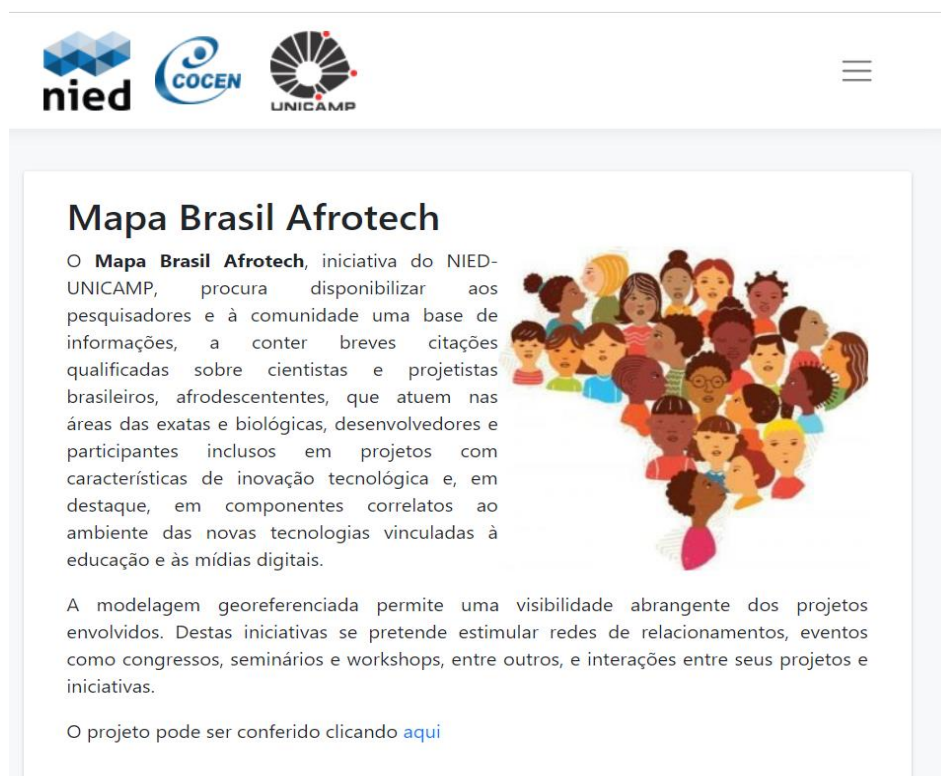 nied
COCEN
UNICAMP
Mapa Brasil Afrotech
O Mapa Brasil Afrotech, iniciativa do NIED-
UNICAMP, procura disponibilizar aos
pesquisadores e à comunidade uma base de
informações, a conter breves citações
qualificadas sobre cientistas e projetistas
brasileiros, afrodescententes, que atuem nas
áreas das exatas e biológicas, desenvolvedores e
participantes inclusos em projetos com
características de inovação tecnológica e, em
destaque, em componentes correlatos ao
ambiente das novas tecnologias vinculadas à
educação e às mídias digitais.
A modelagem georeferenciada permite uma visibilidade abrangente dos projetos
envolvidos. Destas iniciativas se pretende estimular redes de relacionamentos, eventos
como congressos, seminários e workshops, entre outros, e interações entre seus projetos e
iniciativas.
O projeto pode ser conferido clicando aqui